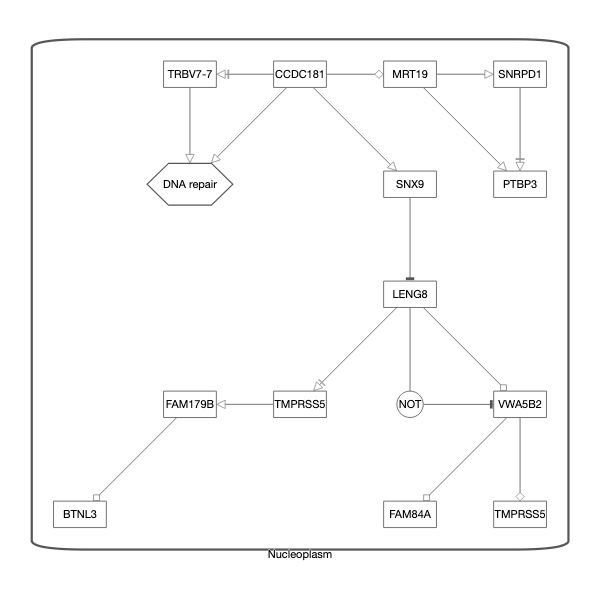 TRBV7-7
CCDC181
MRT19
SNRPD1
DNA repair
SNX9
PTBP3
LENG8
FAM179B
TMPRSS5
NOT
VWA5B2
BTNL3
FAM84A
TMPRSS5
Nucleoplasm